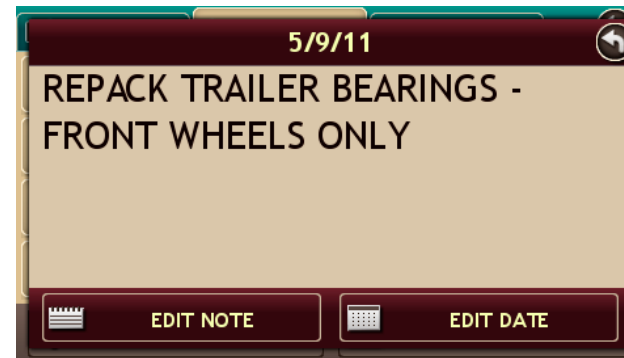 5/9/11
REPACK TRAILER BEARINGS -
FRONT WHEELS ONLY
EDIT NOTE
EDIT DATE